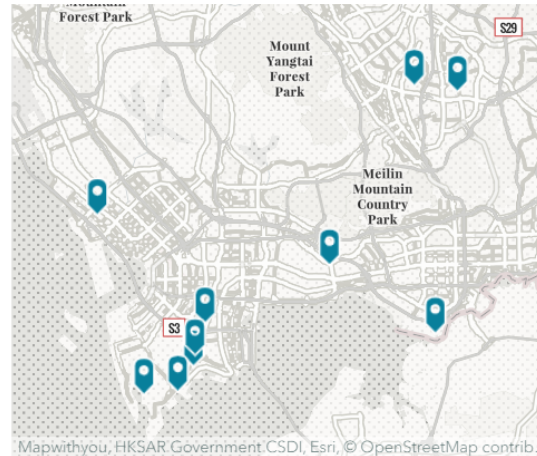 Mountain
Forest Park
S29
Mount
Yangtai
Forest
Park
Meilin
Mountain
Country
Park
S3
Mapwithyou, HKSAR Government CSDI, Esri, © OpenStreetMap contrib.